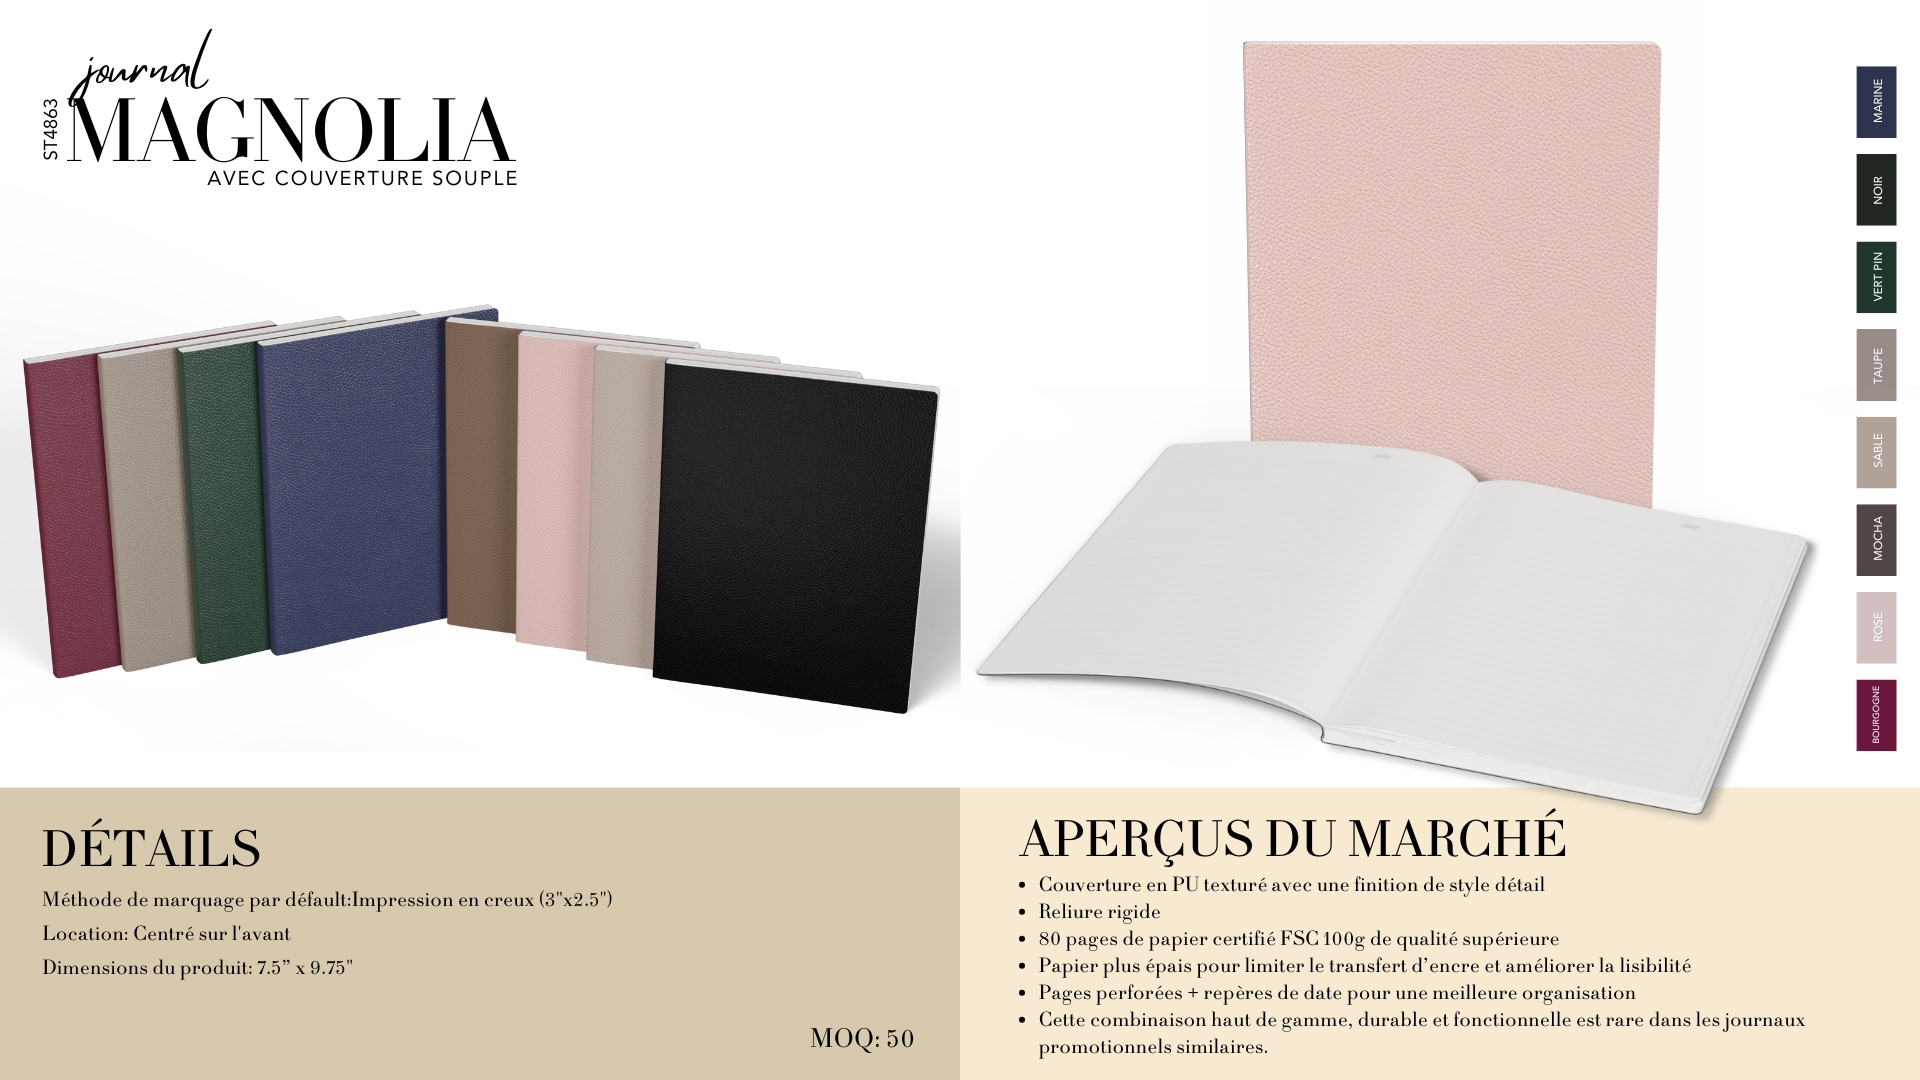 journal
ST4863
MAGNOLIA
AVEC COUVERTURE SOUPLE
MARINE
NOIR
VERT PIN
TAUPE
SABLE
MOCHA
ROSE
BOURGOGNE
DÉTAILS
Méthode de marquage par défault:Impression en creux (3"x2.5")
Location: Centré sur l'avant
Dimensions du produit: 7.5” x 9.75"
MOQ: 50
APERÇUS DU MARCHÉ
• Couverture en PU texturé avec une finition de style détail
• Reliure rigide
• 80 pages de papier certifié FSC 100g de qualité supérieure
• Papier plus épais pour limiter le transfert d’encre et améliorer la lisibilité
• Pages perforées + repères de date pour une meilleure organisation
• Cette combinaison haut de gamme, durable et fonctionnelle est rare dans les journaux
promotionnels similaires.